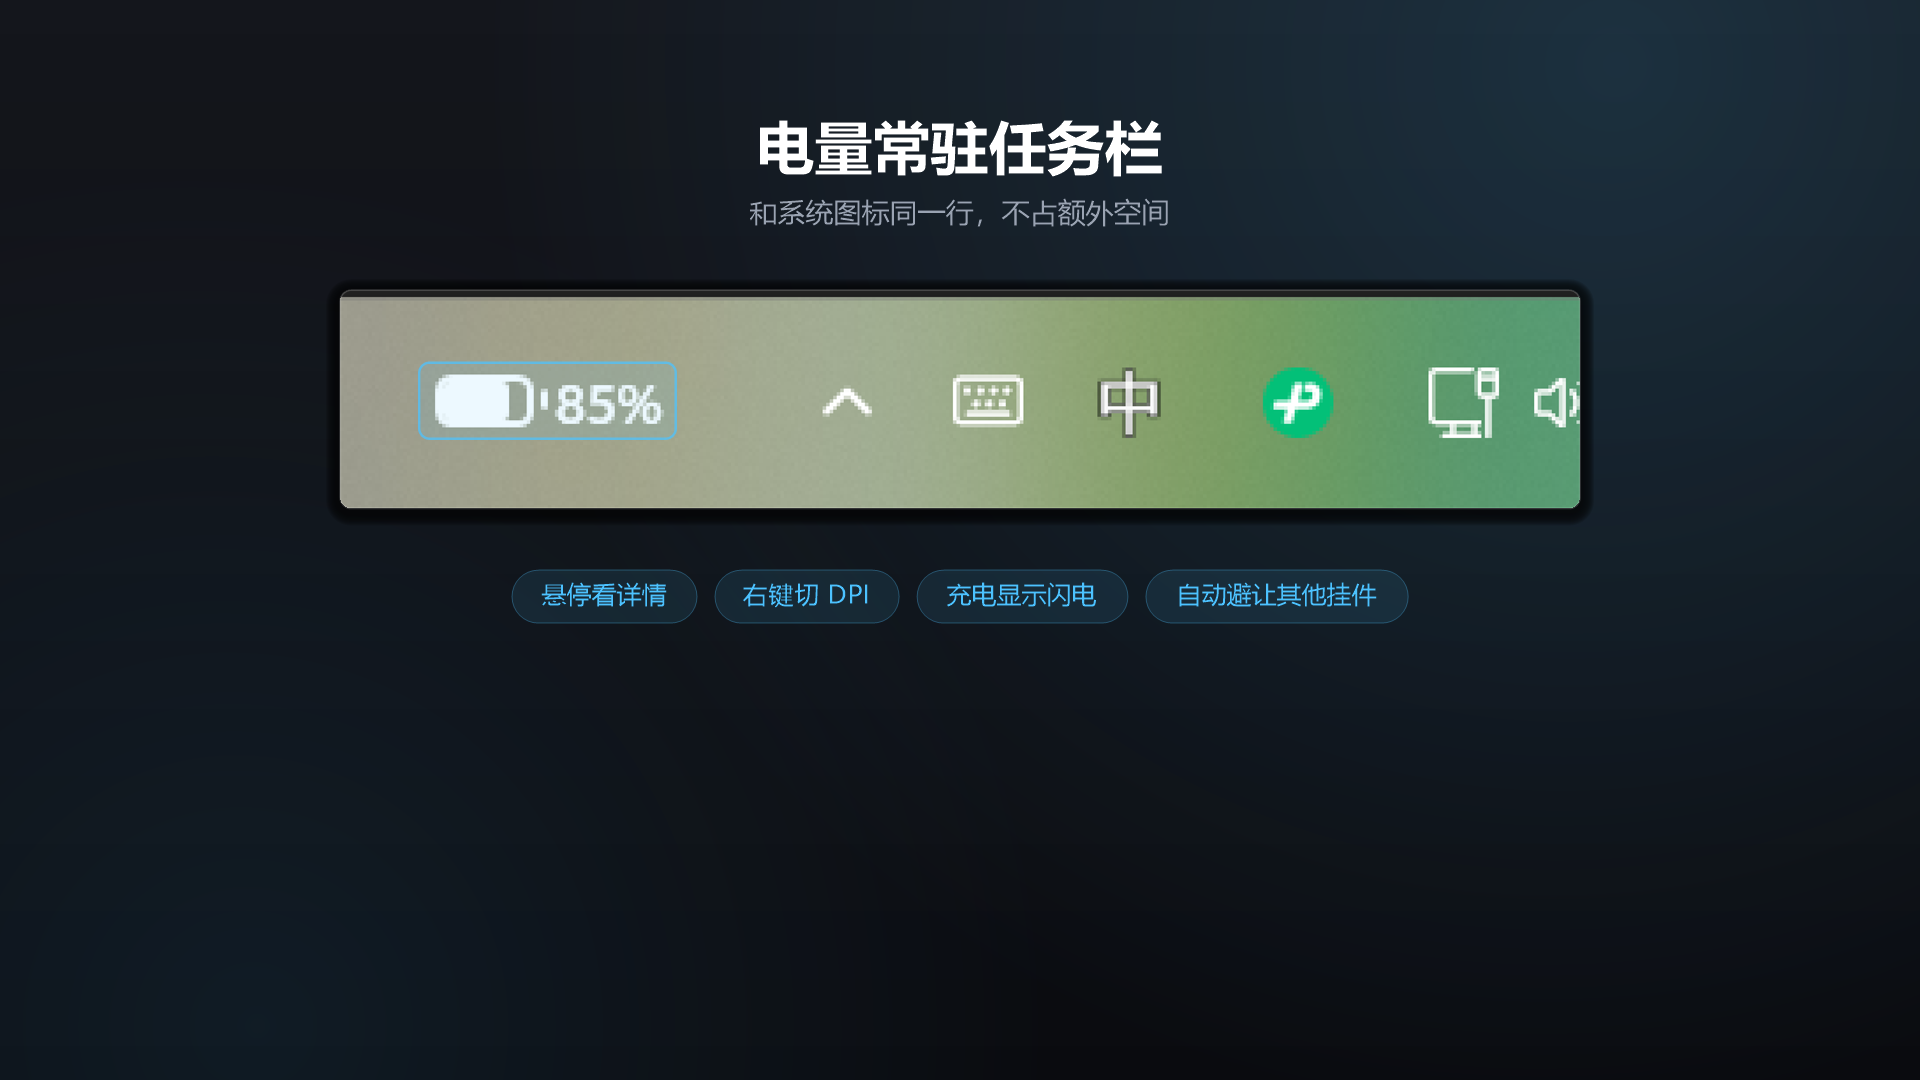 电量常驻任务栏
和系统图标同一行，不占额外空间
85%
中
悬停看详情
右键切 DPI
充电显示闪电
自动避让其他挂件